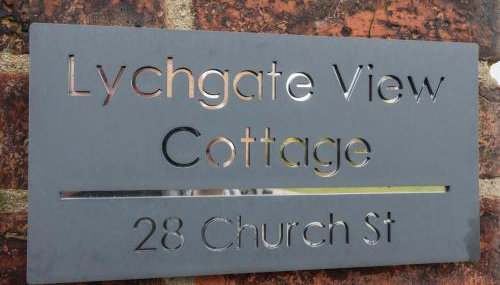 Lychgate View
Cottage
28 Church St